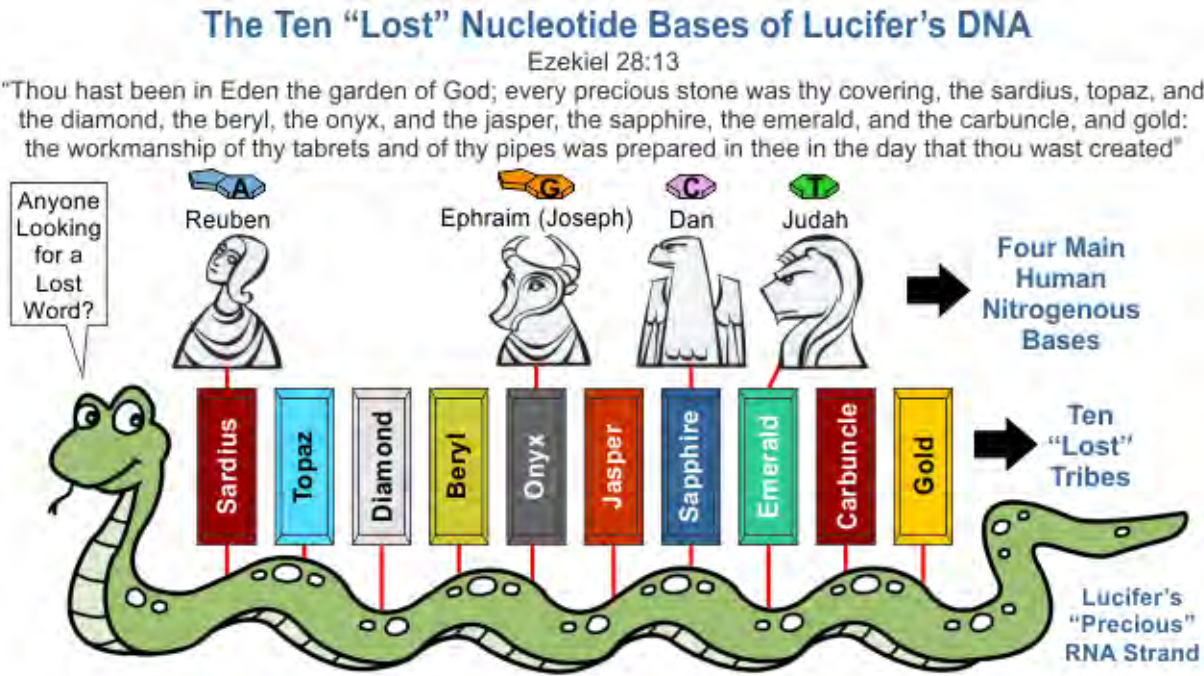 The Ten “Lost” Nucleotide Bases of Lucifer’s DNA
Ezekiel 28:13
“Thou hast been in Eden the garden of God; every precious stone was thy covering, the sardius, topaz, and
the diamond, the beryl, the onyx, and the jasper, the sapphire, the emerald, and the carbuncle, and gold:
the workmanship of thy tabrets and of thy pipes was prepared in thee in the day that thou wast created”
Anyone
Looking
for a
Lost
Word?
A
G
C
T
Reuben
Ephraim (Joseph)
Dan
Judah
Four Main
Human
Nitrogenous
Bases
Sardius
Topaz
Diamond
Beryl
Onyx
Jasper
Sapphire
Emerald
Carbuncle
Gold
Ten
“Lost”
Tribes
Lucifer’s
“Precious”
RNA Strand